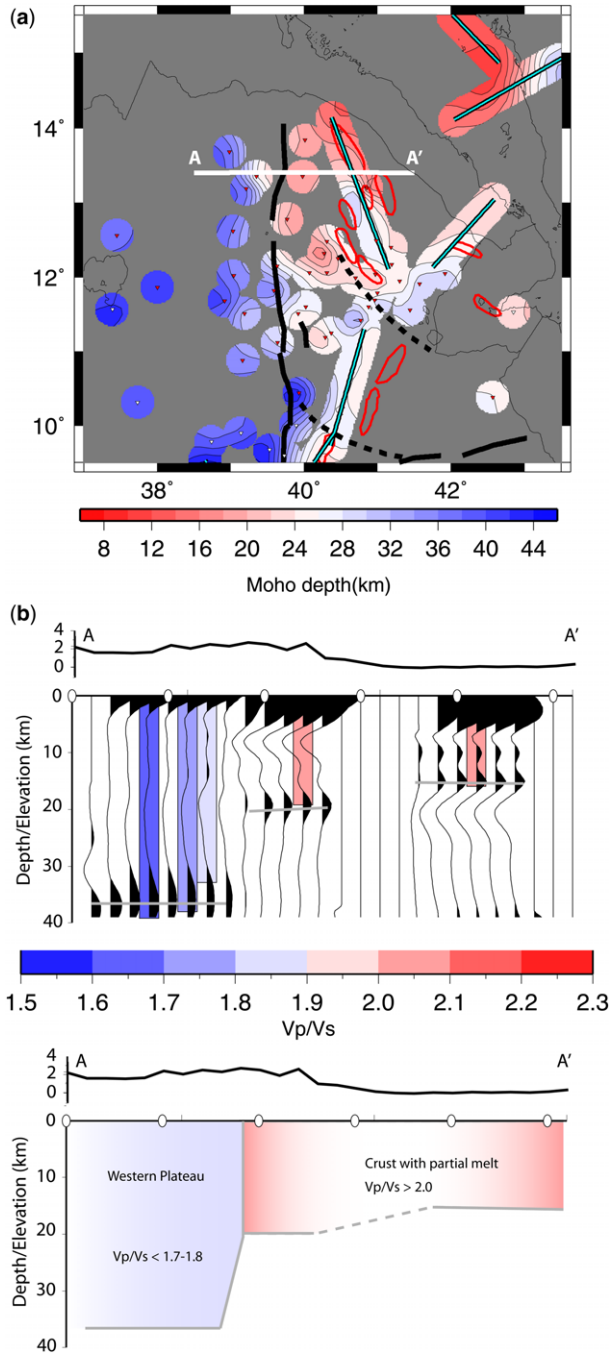 (a)
A A'
14°
12°
10°
38° 40° 42°
8 12 16 20 24 28 32 36 40 44
Moho depth(km)
(b)
4
2
0
A A'
Depth/Elevation (km)
0
10
20
30
40
1.5 1.6 1.7 1.8 1.9 2.0 2.1 2.2 2.3
Vp/Vs
4
2
0
A A'
Depth/Elevation (km)
0
10
20
30
40
Western Plateau
Vp/Vs < 1.7-1.8
Crust with partial melt
Vp/Vs > 2.0